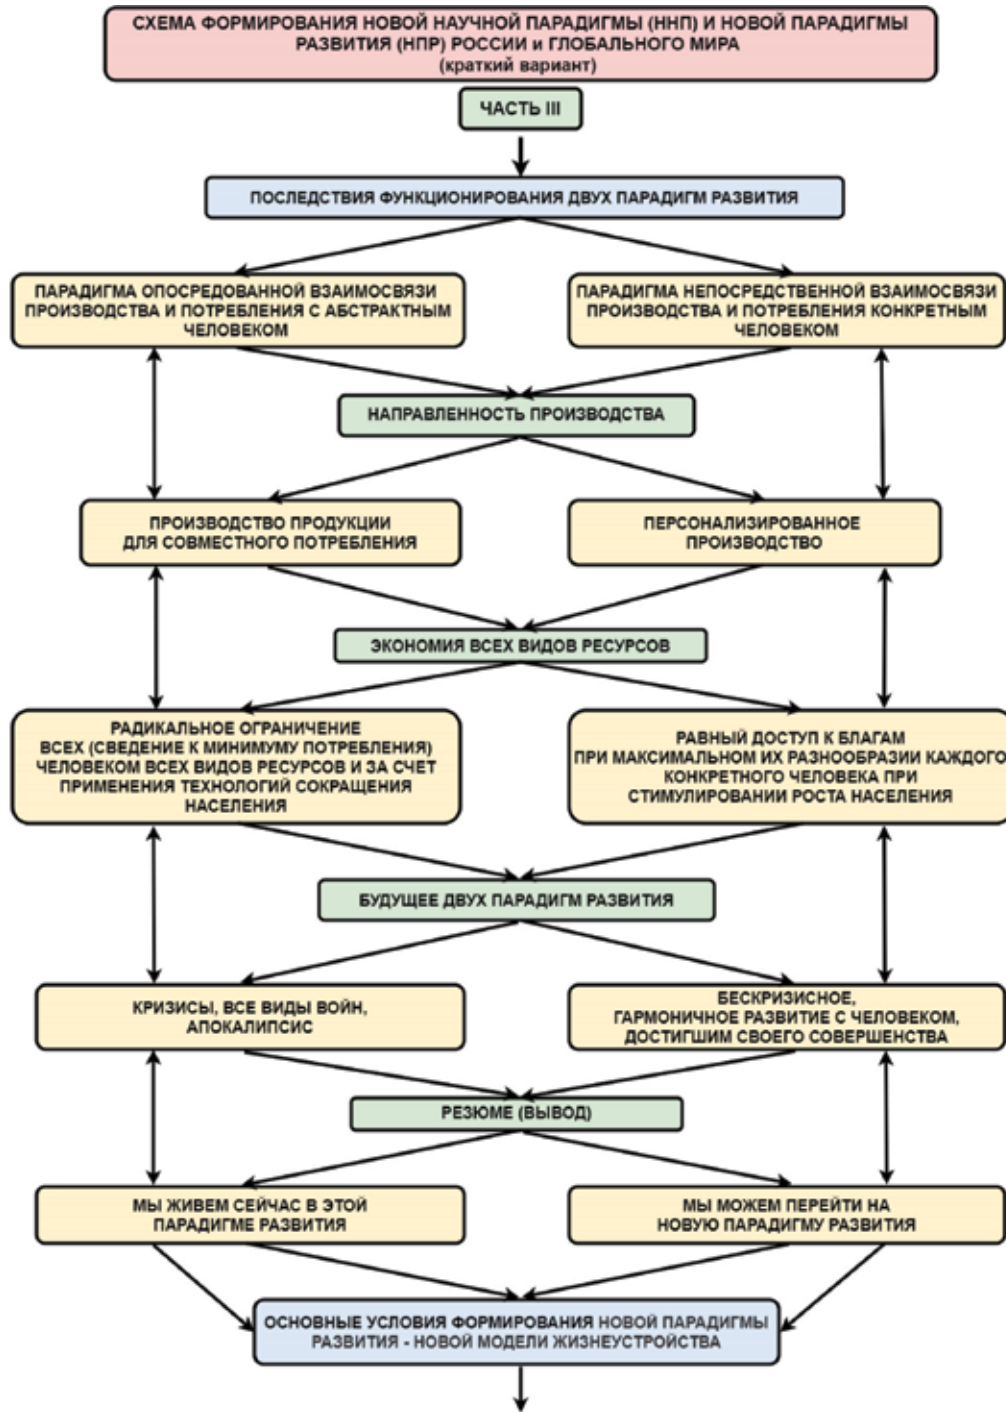 СХЕМА ФОРМИРОВАНИЯ НОВОЙ НАУЧНОЙ ПАРАДИГМЫ (ННП) И НОВОЙ ПАРАДИГМЫ
РАЗВИТИЯ (НПР) РОССИИ и ГЛОБАЛЬНОГО МИРА
(краткий вариант)
ЧАСТЬ III
ПОСЛЕДСТВИЯ ФУНКЦИОНИРОВАНИЯ ДВУХ ПАРАДИГМ РАЗВИТИЯ
ПАРАДИГМА ОПОСРЕДОВАННОЙ ВЗАИМОСВЯЗИ
ПРОИЗВОДСТВА И ПОТРЕБЛЕНИЯ С АБСТРАКТНЫМ
ЧЕЛОВЕКОМ
ПАРАДИГМА НЕПОСРЕДСТВЕННОЙ ВЗАИМОСВЯЗИ
ПРОИЗВОДСТВА И ПОТРЕБЛЕНИЯ КОНКРЕТНЫМ
ЧЕЛОВЕКОМ
НАПРАВЛЕННОСТЬ ПРОИЗВОДСТВА
ПРОИЗВОДСТВО ПРОДУКЦИИ
ДЛЯ СОВМЕСТНОГО ПОТРЕБЛЕНИЯ
ПЕРСОНАЛИЗИРОВАННОЕ
ПРОИЗВОДСТВО
ЭКОНОМИЯ ВСЕХ ВИДОВ РЕСУРСОВ
РАДИКАЛЬНОЕ ОГРАНИЧЕНИЕ
ВСЕХ (СВЕДЕНИЕ К МИНИМУМУ ПОТРЕБЛЕНИЯ)
ЧЕЛОВЕКОМ ВСЕХ ВИДОВ РЕСУРСОВ И ЗА СЧЕТ
ПРИМЕНЕНИЯ ТЕХНОЛОГИЙ СОКРАЩЕНИЯ
НАСЕЛЕНИЯ
РАВНЫЙ ДОСТУП К БЛАГАМ
ПРИ МАКСИМАЛЬНОМ ИХ РАЗНООБРАЗИИ КАЖДОГО
КОНКРЕТНОГО ЧЕЛОВЕКА ПРИ
СТИМУЛИРОВАНИИ РОСТА НАСЕЛЕНИЯ
БУДУЩЕЕ ДВУХ ПАРАДИГМ РАЗВИТИЯ
КРИЗИСЫ, ВСЕ ВИДЫ ВОЙН,
АПОКАЛИПСИС
БЕСКРИЗИСНОЕ,
ГАРМОНИЧНОЕ РАЗВИТИЕ С ЧЕЛОВЕКОМ,
ДОСТИГШИМ СВОЕГО СОВЕРШЕНСТВА
РЕЗЮМЕ (ВЫВОД)
МЫ ЖИВЕМ СЕЙЧАС В ЭТОЙ
ПАРАДИГМЕ РАЗВИТИЯ
МЫ МОЖЕМ ПЕРЕЙТИ НА
НОВУЮ ПАРАДИГМУ РАЗВИТИЯ
ОСНОВНЫЕ УСЛОВИЯ ФОРМИРОВАНИЯ НОВОЙ ПАРАДИГМЫ
РАЗВИТИЯ - НОВОЙ МОДЕЛИ ЖИЗНЕУСТРОЙСТВА